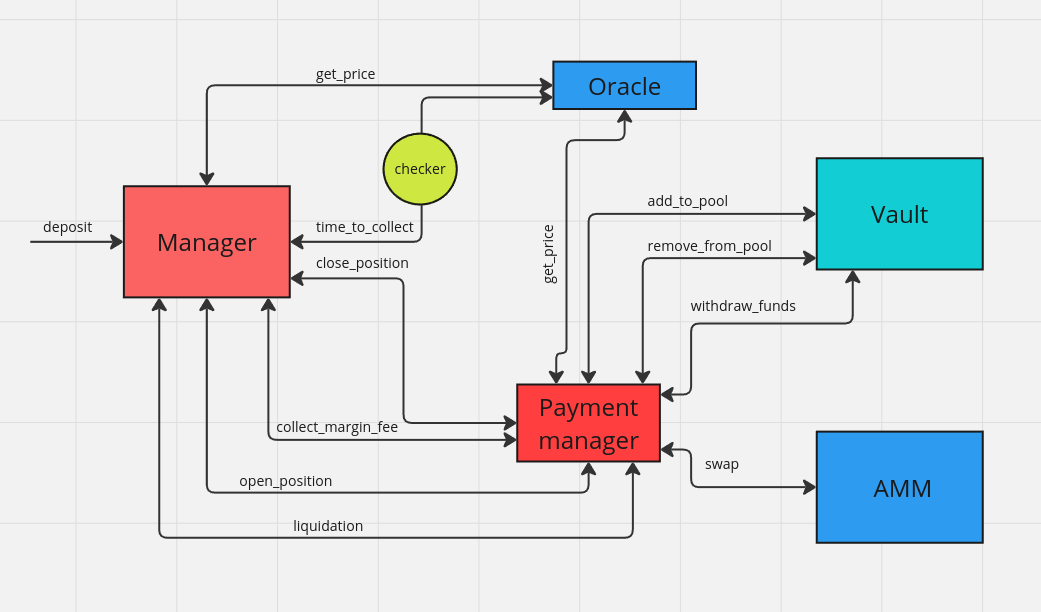 get_price
Oracle
checker
deposit
Manager
time_to_collect
close_position
get_price
add_to_pool
remove_from_pool
Vault
withdraw_funds
Payment
manager
collect_margin_fee
open_position
liquidation
swap
AMM